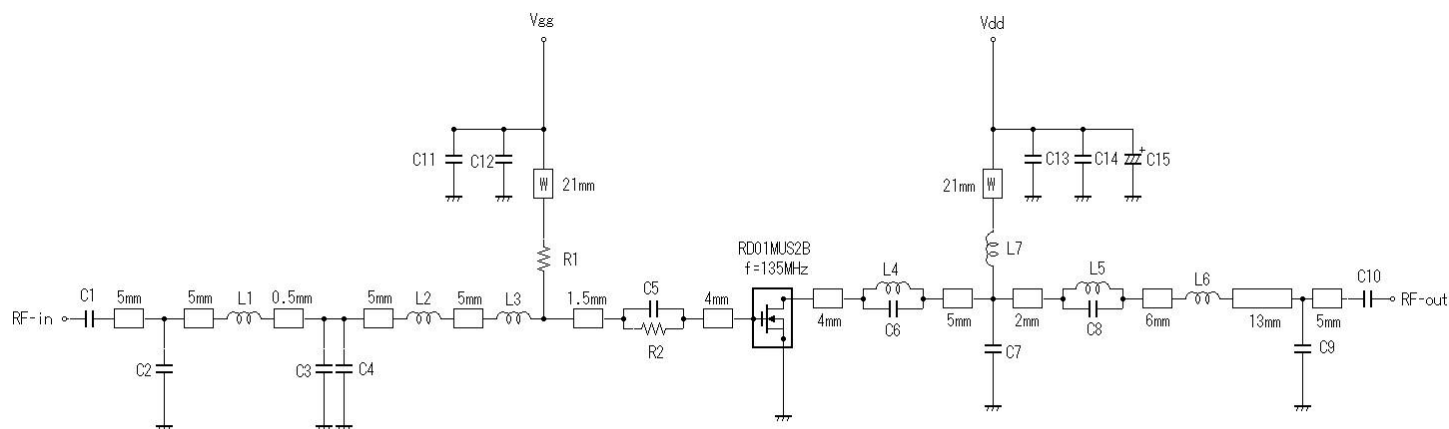 Vgg
Vdd
C11
C12
21mm
21mm
C13
C14
+
C15
W
W
R1
L7
RD01MUS2B
f=135MHz
RF-in
C1
5mm
5mm
L1
0.5mm
5mm
L2
5mm
L3
1.5mm
C5
R2
4mm
4mm
L4
C6
5mm
2mm
L5
C8
6mm
L6
13mm
5mm
C10
RF-out
C2
C3
C4
C7
C9